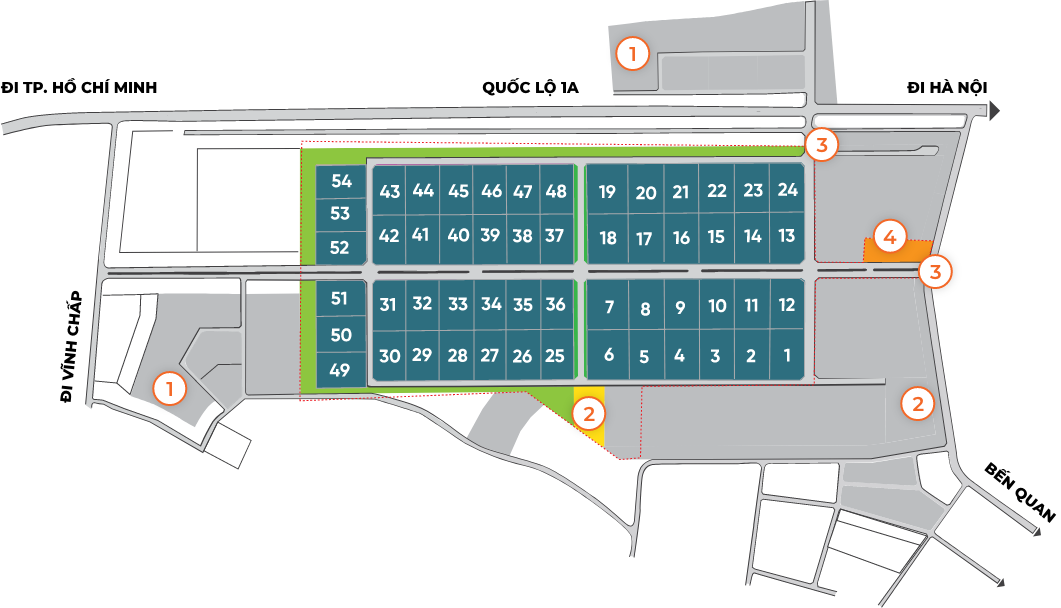 1
ĐI TP. HỒ CHÍ MINH
QUỐC LỘ 1A
ĐI HÀ NỘI
3
54
43 44 45 46 47 48
19 20 21 22 23 24
53
52
42 41 40 39 38 37
18 17 16 15 14 13
4
3
51
31 32 33 34 35 36
7 8 9 10 11 12
50
49
30 29 28 27 26 25
6 5 4 3 2 1
ĐI VĨNH CHẤP
1
2
2
BẾN QUAN